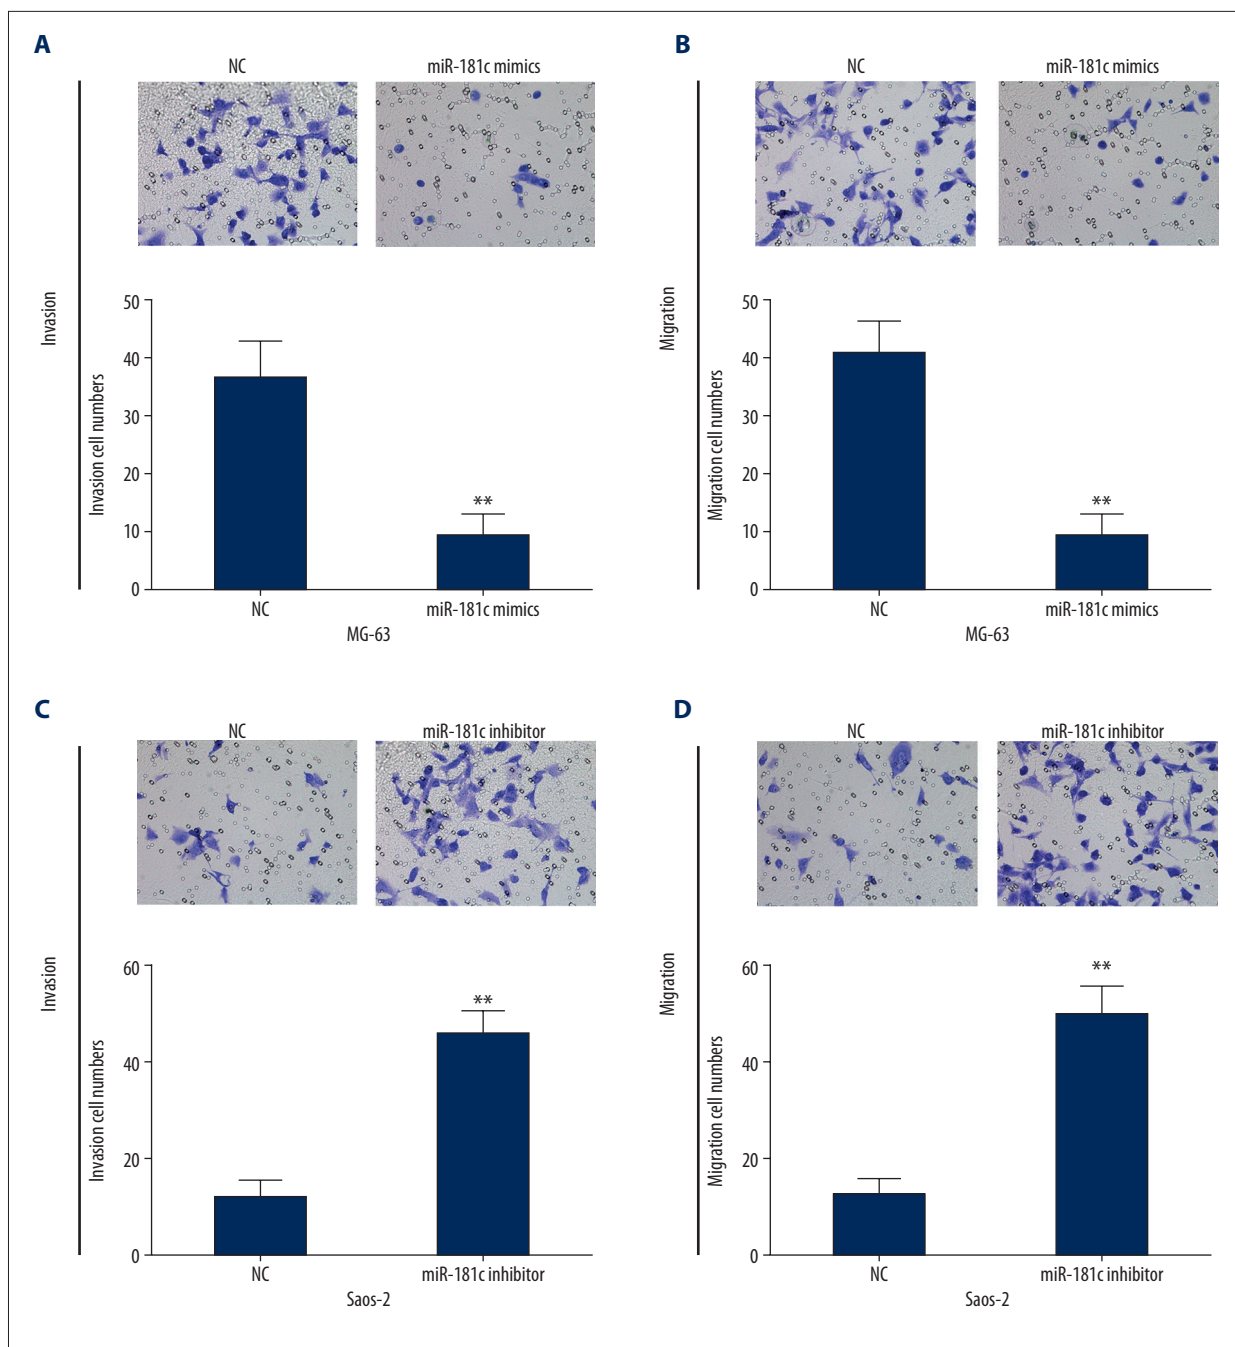 A
NC
miR-181c mimics
Invasion
Invasion cell numbers
50
40
30
20
10
0
**
NC
miR-181c mimics
MG-63
B
NC
miR-181c mimics
Migration
Migration cell numbers
50
40
30
20
10
0
**
NC
miR-181c mimics
MG-63
C
NC
miR-181c inhibitor
Invasion
Invasion cell numbers
60
40
20
0
**
NC
miR-181c inhibitor
Saos-2
D
NC
miR-181c inhibitor
Migration
Migration cell numbers
60
40
20
0
**
NC
miR-181c inhibitor
Saos-2